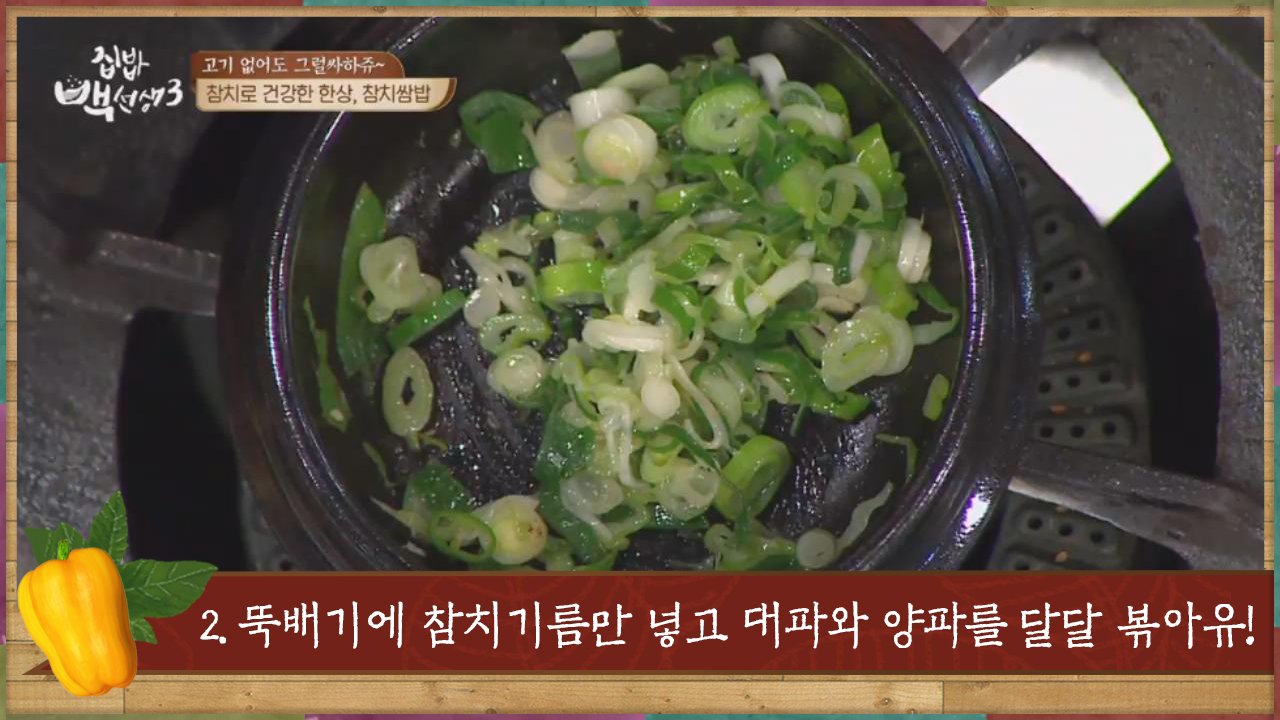 집밥
백선생3
고기 없어도 그럴싸하쥬~
참치로 건강한 한상, 참치쌈밥
2. 뚝배기에 참치기름만 넣고 대파와 양파를 달달 볶아유!